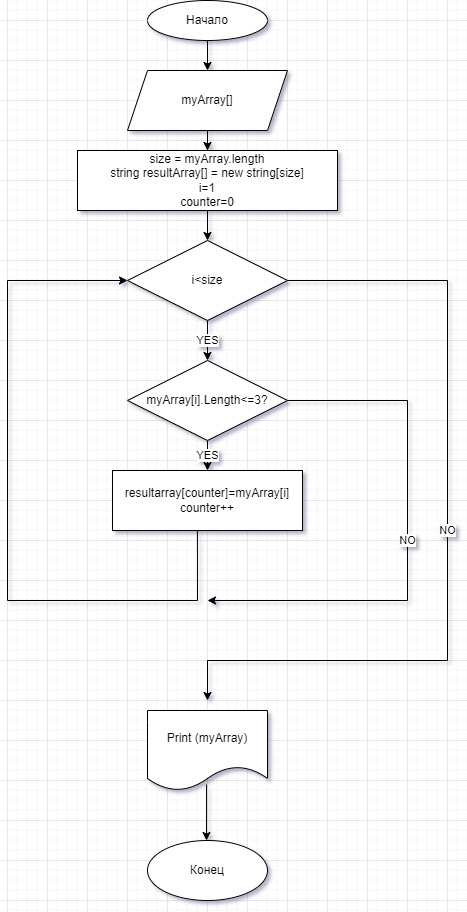 Начало
myArray[]
size = myArray.length
string resultArray[] = new string[size]
i=1
counter=0
i<size
YES
myArray[i].Length<=3?
YES
resultarray[counter]=myArray[i]
counter++
NO
NO
Print (myArray)
Конец